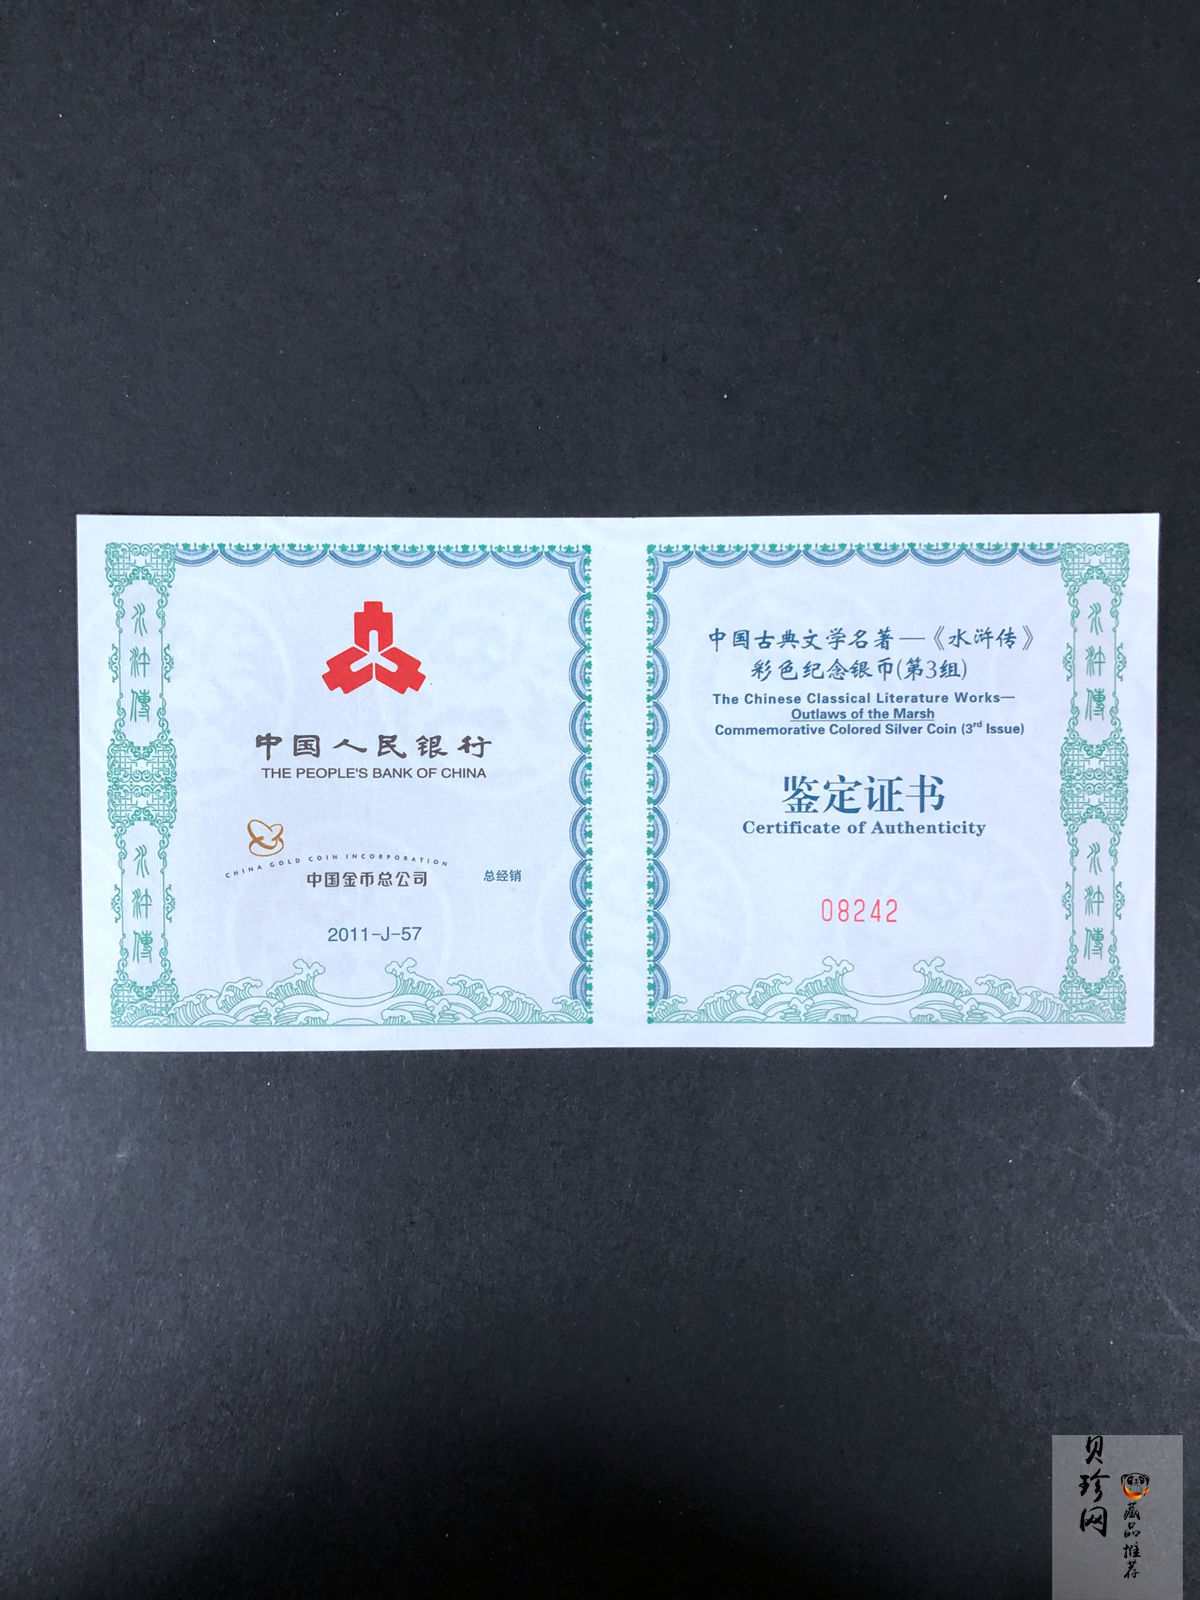 水滸傳
水滸傳
中国人民银行
THE PEOPLE'S BANK OF CHINA
CHINA GOLD COIN INCORPORATION
中国金币总公司
总经销
2011-J-57
中国古典文学名著—《水浒传》
彩色纪念银币(第3组)
The Chinese Classical Literature Works—
Outlaws of the Marsh
Commemorative Colored Silver Coin (3rd Issue)
鉴定证书
Certificate of Authenticity
08242
水滸傳
水滸傳
贝珍网
藏品推荐